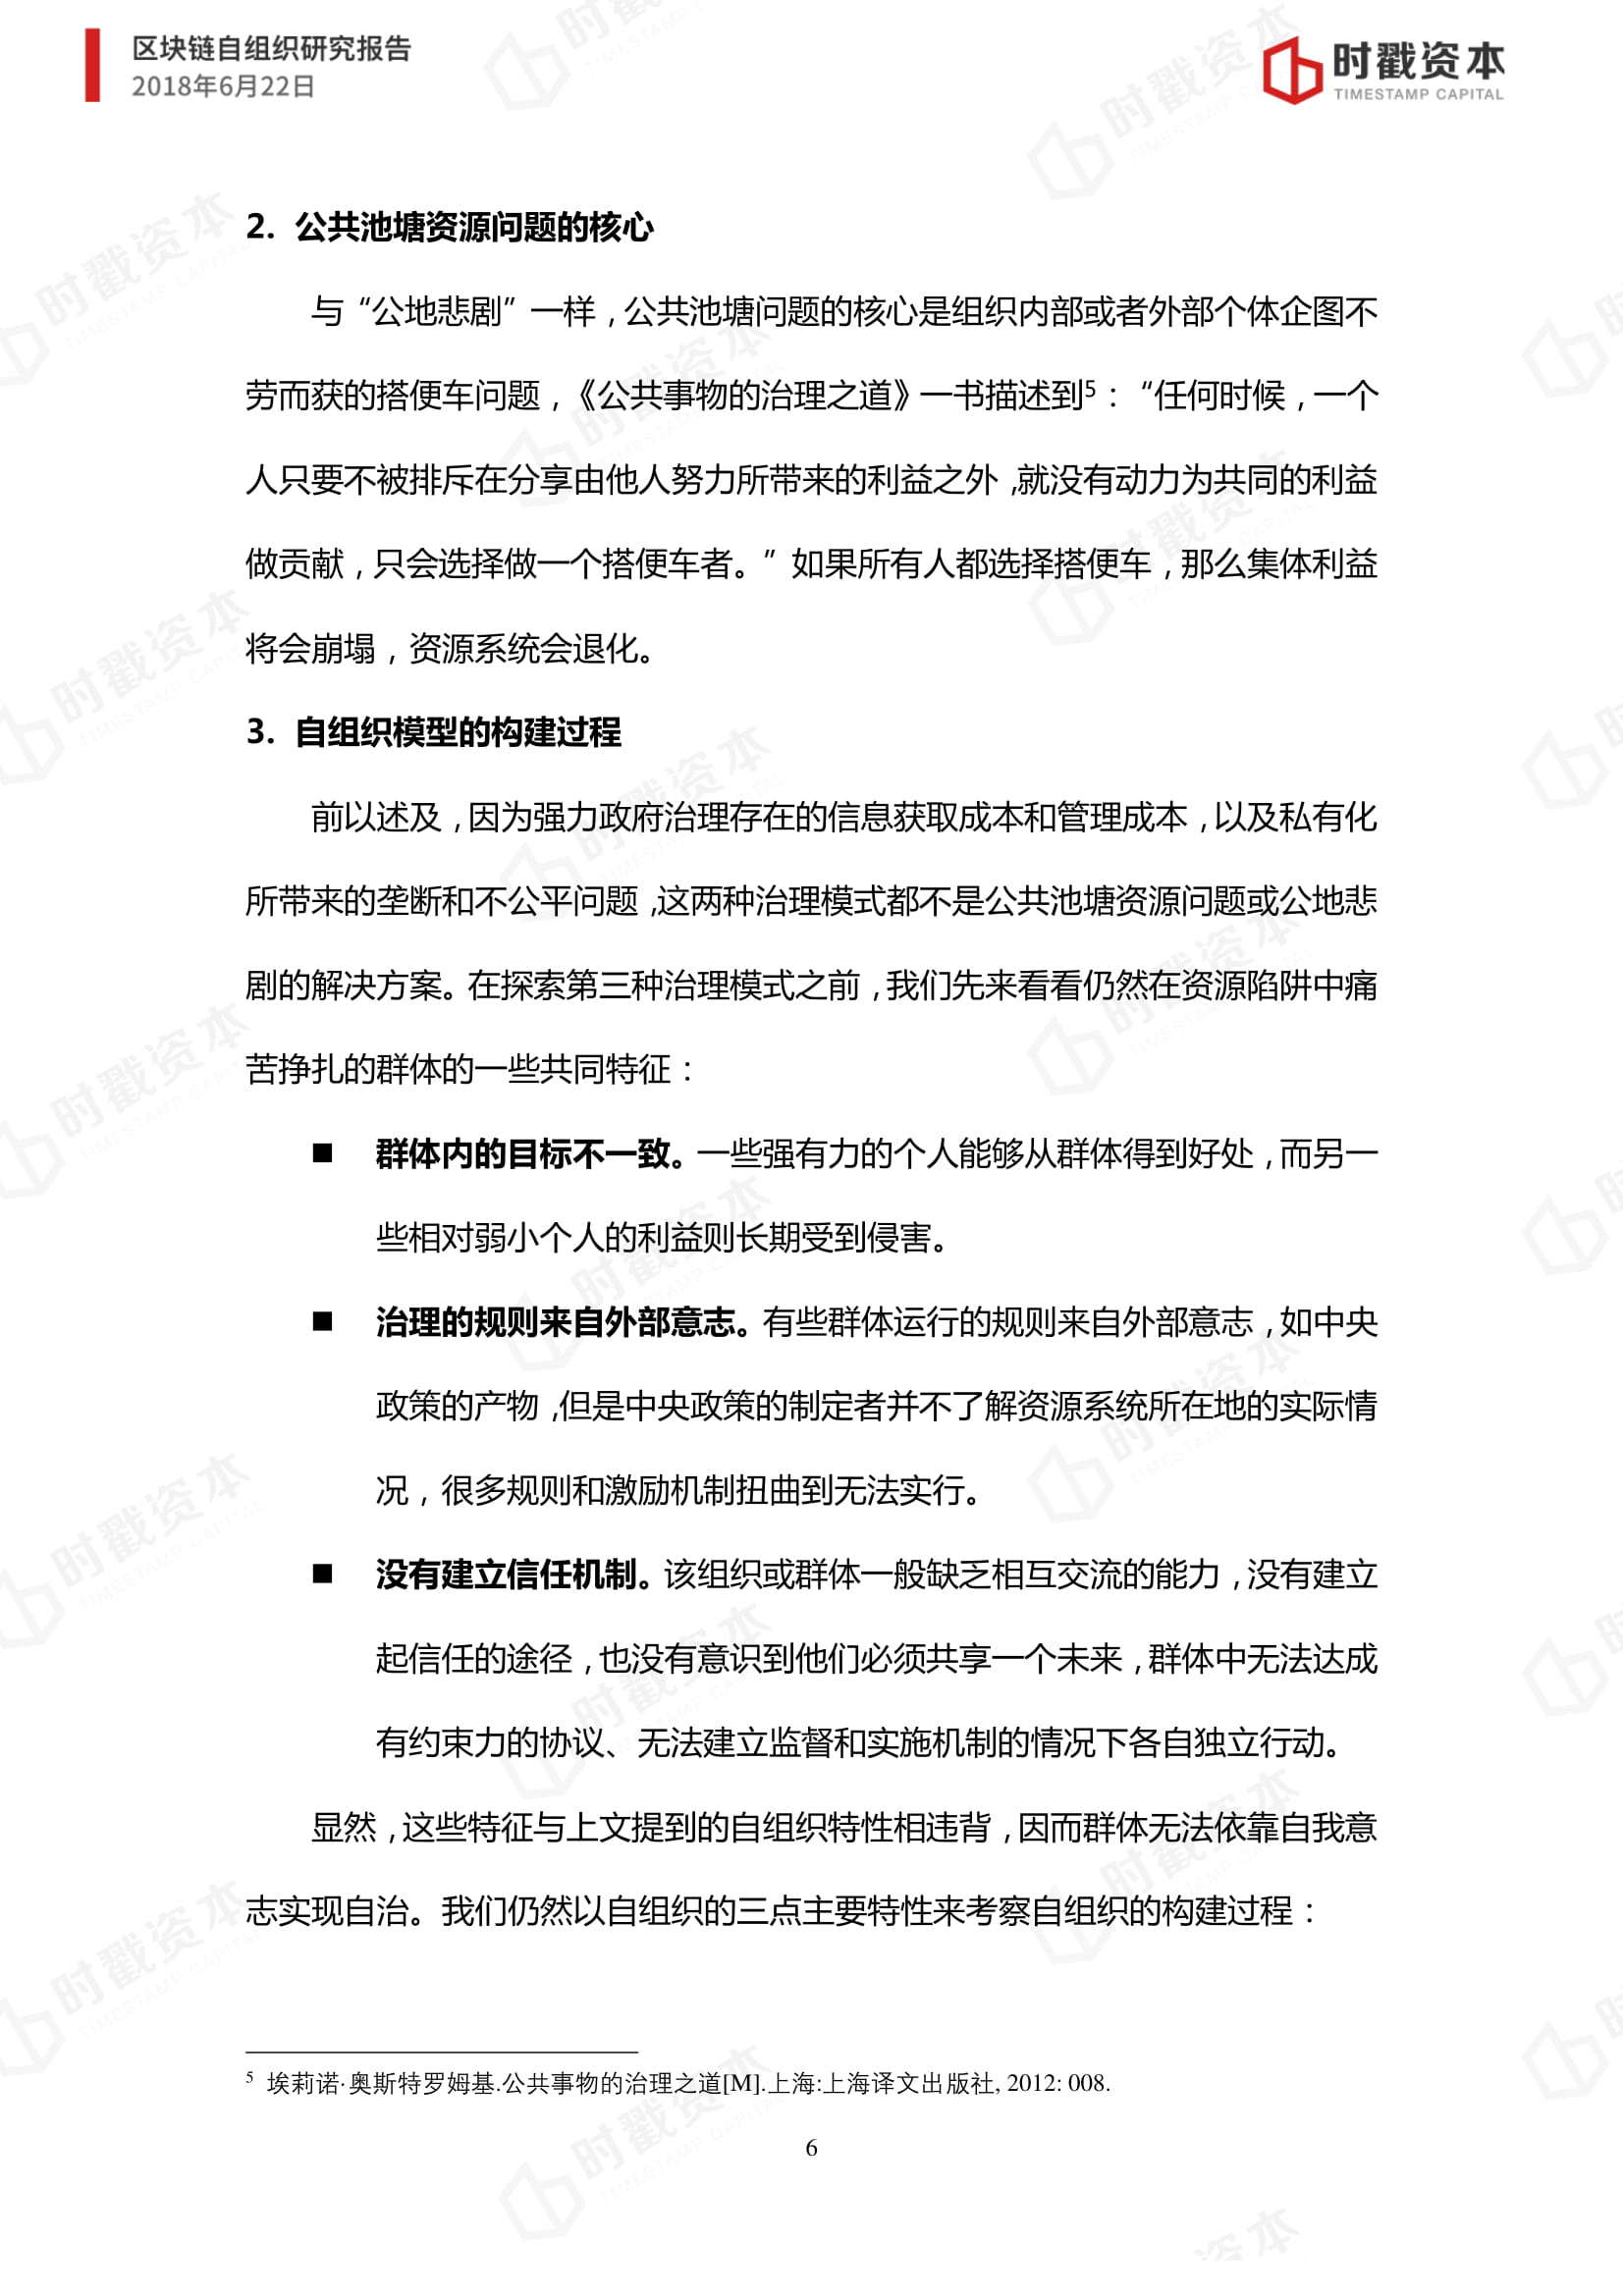 区块链自组织研究报告
2018年6月22日
时戳资本
TIMESTAMP CAPITAL
2. 公共池塘资源问题的核心
与“公地悲剧”一样，公共池塘问题的核心是组织内部或者外部个体企图不
劳而获的搭便车问题，《公共事物的治理之道》一书描述到5：“任何时候，一个
人只要不被排斥在分享由他人努力所带来的利益之外，就没有动力为共同的利益
做贡献，只会选择做一个搭便车者。”如果所有人都选择搭便车，那么集体利益
将会崩塌，资源系统会退化。
3. 自组织模型的构建过程
前以述及，因为强力政府治理存在的信息获取成本和管理成本，以及私有化
所带来的垄断和不公平问题，这两种治理模式都不是公共池塘资源问题或公地悲
剧的解决方案。在探索第三种治理模式之前，我们先来看看仍然在资源陷阱中痛
苦挣扎的群体的一些共同特征：
■ 群体内的目标不一致。一些强有力的个人能够从群体得到好处，而另一
些相对弱小个人的利益则长期受到侵害。
■ 治理的规则来自外部意志。有些群体运行的规则来自外部意志，如中央
政策的产物，但是中央政策的制定者并不了解资源系统所在地的实际情
况，很多规则和激励机制扭曲到无法实行。
■ 没有建立信任机制。该组织或群体一般缺乏相互交流的能力，没有建立
起信任的途径，也没有意识到他们必须共享一个未来，群体中无法达成
有约束力的协议、无法建立监督和实施机制的情况下各自独立行动。
显然，这些特征与上文提到的自组织特性相违背，因而群体无法依靠自我意
志实现自治。我们仍然以自组织的三点主要特性来考察自组织的构建过程：
5 埃莉诺·奥斯特罗姆基.公共事物的治理之道[M].上海:上海译文出版社, 2012: 008.
6